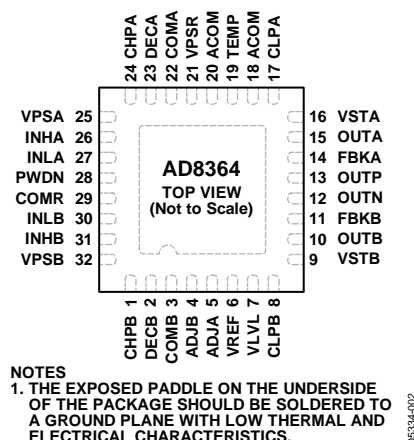 24 CHPA
23 DECA
22 COMA
21 VPSR
20 ACOM
19 TEMP
18 ACOM
17 CLPA
VPSA 25
INHA 26
INLA 27
PWDN 28
COMR 29
INLB 30
INHB 31
VPSB 32
AD8364
TOP VIEW
(Not to Scale)
16 VSTA
15 OUTA
14 FBKA
13 OUTP
12 OUTN
11 FBKB
10 OUTB
9 VSTB
CHPB 1
DECB 2
COMB 3
ADJB 4
ADJA 5
VREF 6
VLVL 7
CLPB 8
NOTES
1. THE EXPOSED PADDLE ON THE UNDERSIDE
OF THE PACKAGE SHOULD BE SOLDERED TO
A GROUND PLANE WITH LOW THERMAL AND
ELECTRICAL CHARACTERISTICS.
05334-002